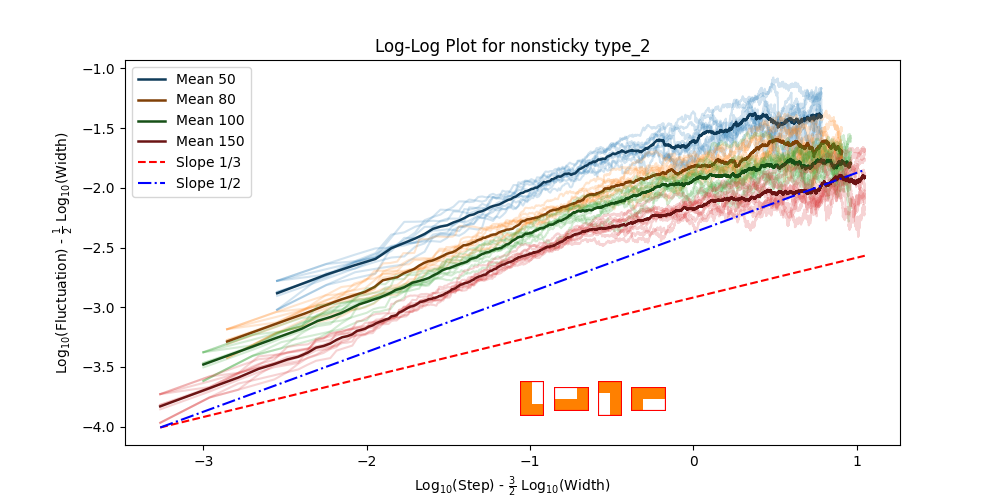 Log-Log Plot for nonsticky type_2
Log₁₀(Fluctuation) - 1/2 Log₁₀(Width)
−1.0
−1.5
−2.0
−2.5
−3.0
−3.5
−4.0
Mean 50
Mean 80
Mean 100
Mean 150
Slope 1/3
Slope 1/2
−3
−2
−1
0
1
Log₁₀(Step) - 3/2 Log₁₀(Width)